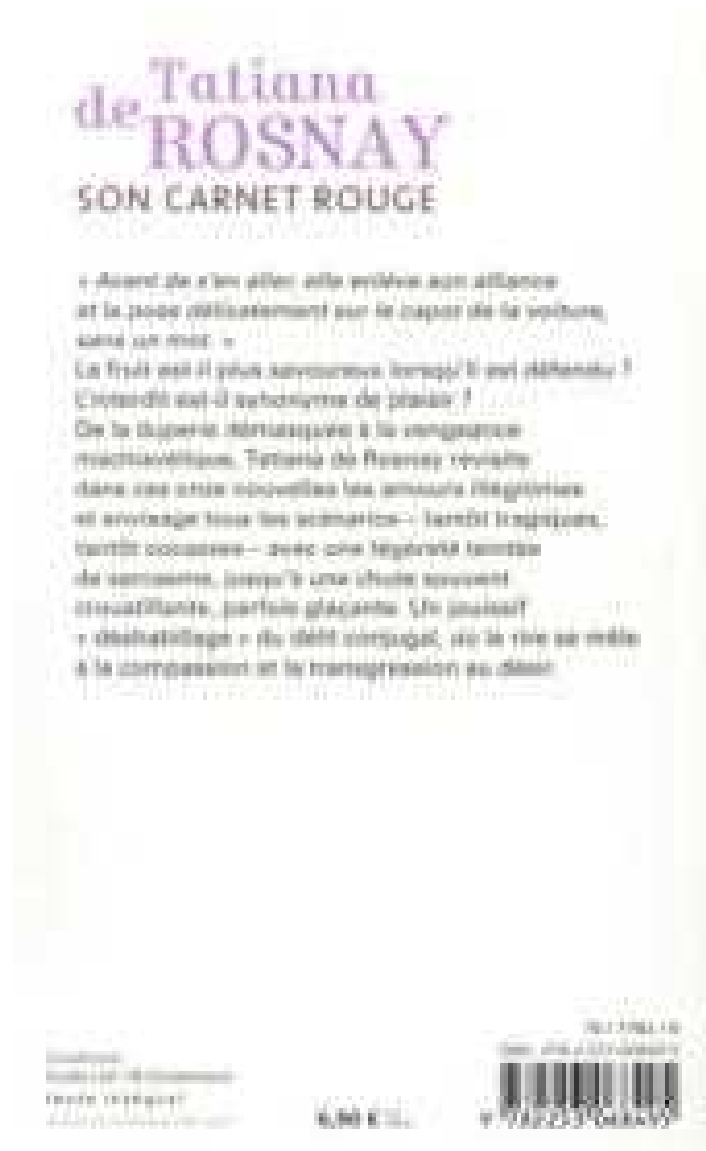 Tatiana
de ROSNAY
SON CARNET ROUGE
« Avant de s'en aller, elle enlève son alliance
et la pose délicatement sur le capot de la voiture,
sans un mot. »
Le fruit est-il plus savoureux lorsqu'il est défendu ?
L'interdit est-il synonyme de plaisir ?
De la duperie démasquée à la vengeance
machiavélique, Tatiana de Rosnay revisite
dans ces onze nouvelles les amours illégitimes
et envisage tous les scénarios – tantôt tragiques,
tantôt cocasses – avec une légèreté teintée
de sarcasme, jusqu'à une chute souvent
croustillante, parfois glaçante. Un jouissif
« déshabillage » du délit conjugal, où le rire se mêle
à la compassion et la transgression au désir.
texte intégral
6,90 €